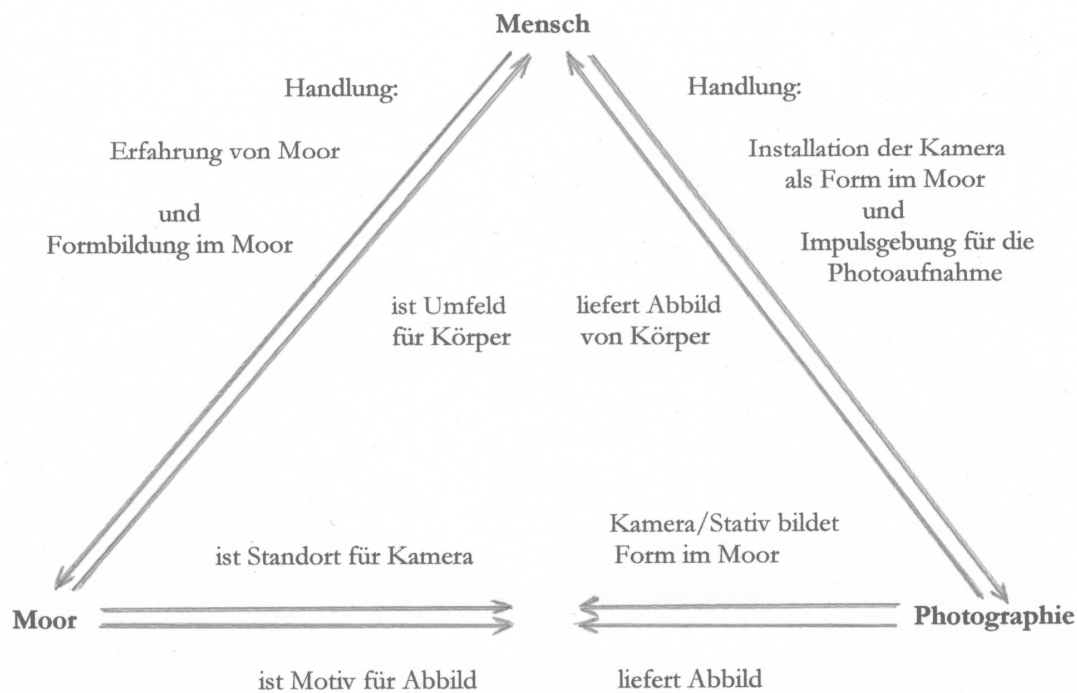 Mensch
Handlung:
Erfahrung von Moor
und
Formbildung im Moor
Handlung:
Installation der Kamera
als Form im Moor
und
Impulsgebung für die
Photoaufnahme
ist Umfeld
für Körper
liefert Abbild
von Körper
ist Standort für Kamera
Kamera/Stativ bildet
Form im Moor
Moor
Photographie
ist Motiv für Abbild
liefert Abbild